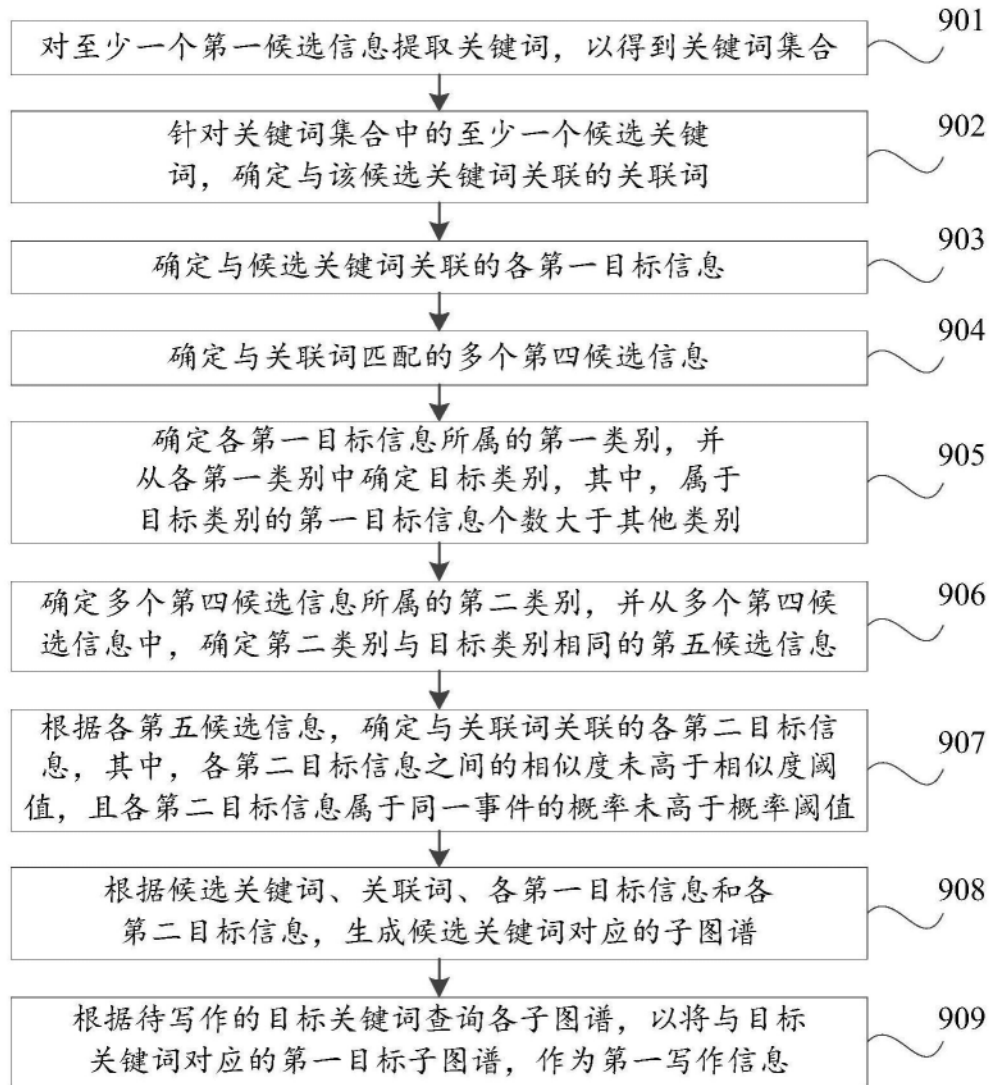 对至少一个第一候选信息提取关键词，以得到关键词集合
901
针对关键词集合中的至少一个候选关键
词，确定与该候选关键词关联的关联词
902
确定与候选关键词关联的各第一目标信息
903
确定与关联词匹配的多个第四候选信息
904
确定各第一目标信息所属的第一类别，并
从各第一类别中确定目标类别，其中，属于
目标类别的第一目标信息个数大于其他类别
905
确定多个第四候选信息所属的第二类别，并从多个第四候
选信息中，确定第二类别与目标类别相同的第五候选信息
906
根据各第五候选信息，确定与关联词关联的各第二目标信
息，其中，各第二目标信息之间的相似度未高于相似度阈
值，且各第二目标信息属于同一事件的概率未高于概率阈值
907
根据候选关键词、关联词、各第一目标信息和各
第二目标信息，生成候选关键词对应的子图谱
908
根据待写作的目标关键词查询各子图谱，以将与目标
关键词对应的第一目标子图谱，作为第一写作信息
909